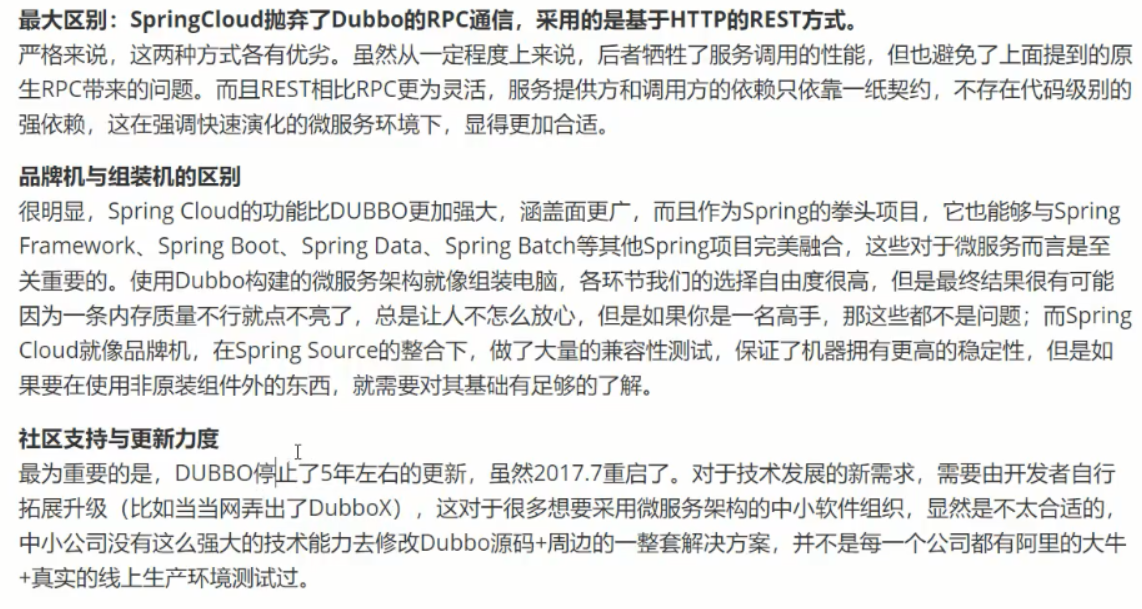 最大区别：SpringCloud抛弃了Dubbo的RPC通信，采用的是基于HTTP的REST方式。
严格来说，这两种方式各有优劣。虽然从一定程度上来说，后者牺牲了服务调用的性能，但也避免了上面提到的原
生RPC带来的问题。而且REST相比RPC更为灵活，服务提供方和调用方的依赖只依靠一纸契约，不存在代码级别的
强依赖，这在强调快速演化的微服务环境下，显得更加合适。
品牌机与组装机的区别
很明显，Spring Cloud的功能比DUBBO更加强大，涵盖面更广，而且作为Spring的拳头项目，它也能够与Spring
Framework、Spring Boot、Spring Data、Spring Batch等其他Spring项目完美融合，这些对于微服务而言是至
关重要的。使用Dubbo构建的微服务架构就像组装电脑，各环节我们的选择自由度很高，但是最终结果很有可能
因为一条内存质量不行就点不亮了，总是让人不怎么放心，但是如果你是一名高手，那这些都不是问题；而Spring
Cloud就像品牌机，在Spring Source的整合下，做了大量的兼容性测试，保证了机器拥有更高的稳定性，但是如
果要在使用非原装组件外的东西，就需要对其基础有足够的了解。
社区支持与更新力度
最为重要的是，DUBBO停止了5年左右的更新，虽然2017.7重启了。对于技术发展的新需求，需要由开发者自行
拓展升级（比如当当网弄出了DubboX），这对于很多想要采用微服务架构的中小软件组织，显然是不太合适的，
中小公司没有这么强大的技术能力去修改Dubbo源码+周边的一整套解决方案，并不是每一个公司都有阿里的大牛
+真实的线上生产环境测试过。